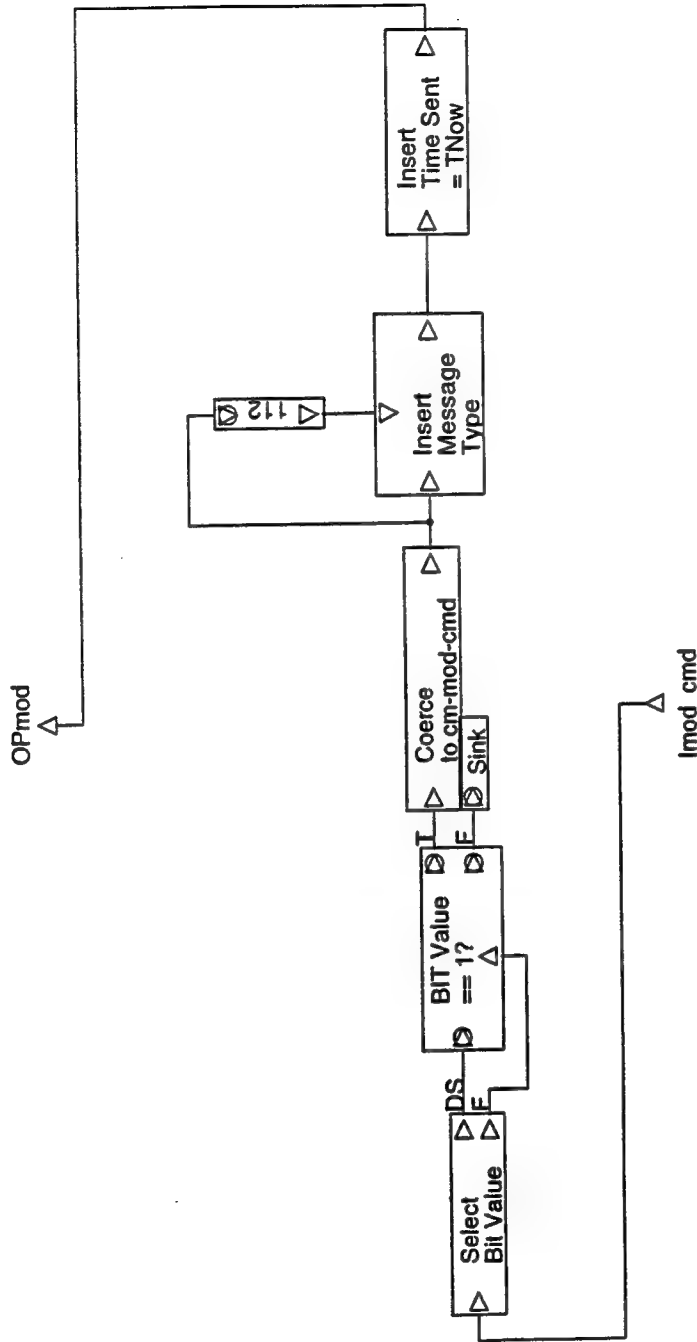 OPmod
Imod cmd
Select
Bit Value
DS
F
BIT Value
== 1?
T
F
Coerce
to cm-mod-cmd
Sink
112
Insert
Message
Type
Insert
Time Sent
= TNow